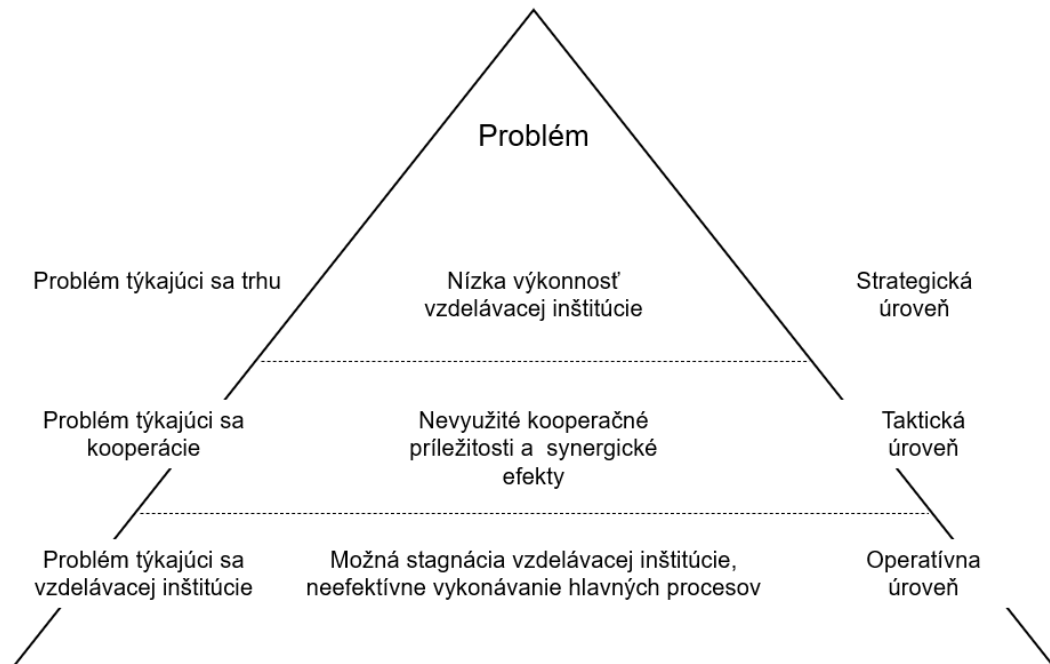 Problém
Problém týkajúci sa trhu
Nízka výkonnosť
vzdelávacej inštitúcie
Strategická
úroveň
Problém týkajúci sa
kooperácie
Nevyužité kooperačné
príležitosti a synergické
efekty
Taktická
úroveň
Problém týkajúci sa
vzdelávacej inštitúcie
Možná stagnácia vzdelávacej inštitúcie,
neefektívne vykonávanie hlavných procesov
Operatívna
úroveň